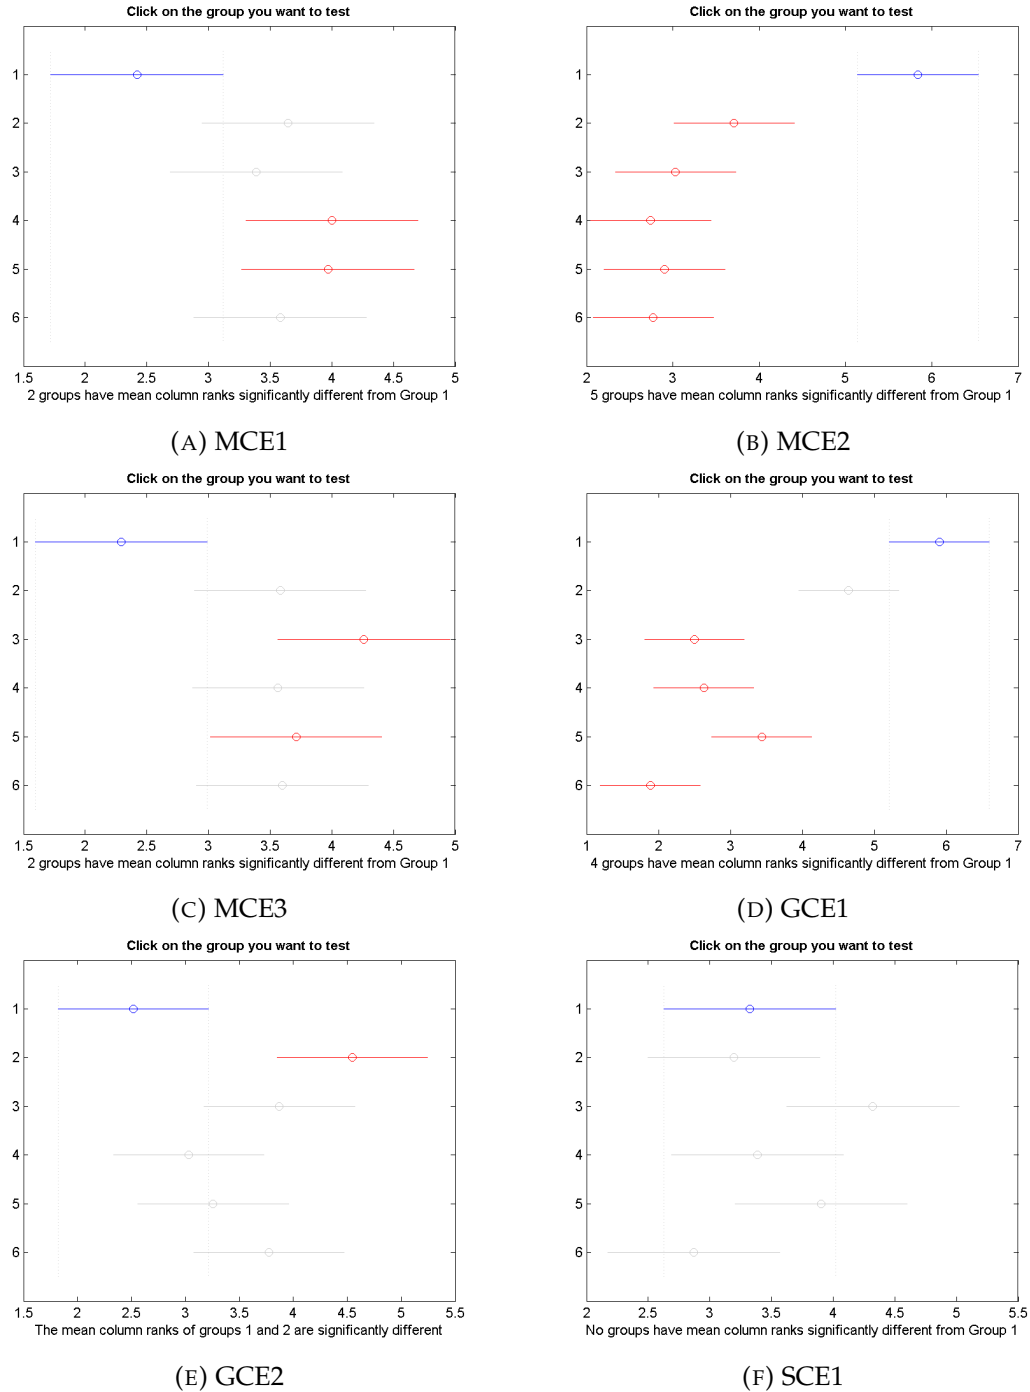 Click on the group you want to test
1
2
3
4
5
6
1.5 2 2.5 3 3.5 4 4.5 5
2 groups have mean column ranks significantly different from Group 1
(A) MCE1
Click on the group you want to test
1
2
3
4
5
6
2 3 4 5 6 7
5 groups have mean column ranks significantly different from Group 1
(B) MCE2
Click on the group you want to test
1
2
3
4
5
6
1.5 2 2.5 3 3.5 4 4.5 5
2 groups have mean column ranks significantly different from Group 1
(C) MCE3
Click on the group you want to test
1
2
3
4
5
6
1 2 3 4 5 6 7
4 groups have mean column ranks significantly different from Group 1
(D) GCE1
Click on the group you want to test
1
2
3
4
5
6
1.5 2 2.5 3 3.5 4 4.5 5 5.5
The mean column ranks of groups 1 and 2 are significantly different
(E) GCE2
Click on the group you want to test
1
2
3
4
5
6
2 2.5 3 3.5 4 4.5 5 5.5
No groups have mean column ranks significantly different from Group 1
(F) SCE1